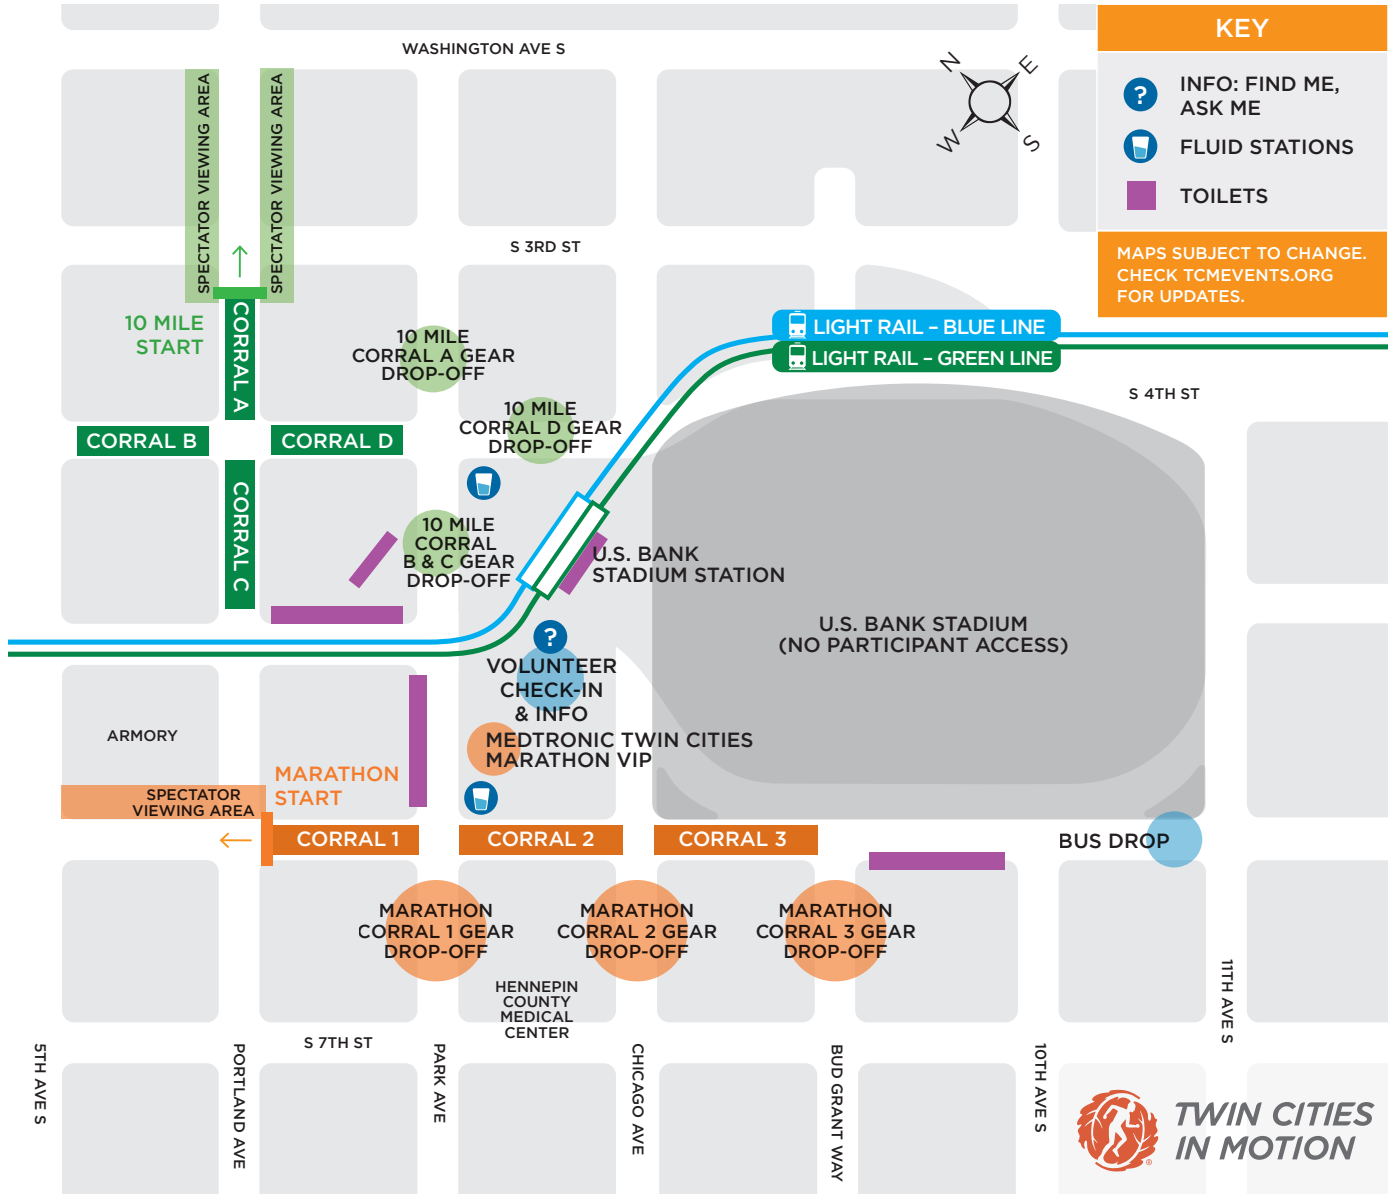 WASHINGTON AVE S
N
E
W
S
KEY
?
INFO: FIND ME,
ASK ME
FLUID STATIONS
TOILETS
MAPS SUBJECT TO CHANGE.
CHECK TCMEVENTS.ORG
FOR UPDATES.
SPECTATOR VIEWING AREA
SPECTATOR VIEWING AREA
S 3RD ST
10 MILE
START
CORRAL A
10 MILE
CORRAL A GEAR
DROP-OFF
LIGHT RAIL – BLUE LINE
LIGHT RAIL – GREEN LINE
S 4TH ST
10 MILE
CORRAL D GEAR
DROP-OFF
CORRAL B
CORRAL D
CORRAL C
10 MILE
CORRAL
B & C GEAR
DROP-OFF
U.S. BANK
STADIUM STATION
U.S. BANK STADIUM
(NO PARTICIPANT ACCESS)
?
VOLUNTEER
CHECK-IN
& INFO
ARMORY
MEDTRONIC TWIN CITIES
MARATHON VIP
MARATHON
START
SPECTATOR
VIEWING AREA
CORRAL 1
CORRAL 2
CORRAL 3
BUS DROP
MARATHON
CORRAL 1 GEAR
DROP-OFF
MARATHON
CORRAL 2 GEAR
DROP-OFF
MARATHON
CORRAL 3 GEAR
DROP-OFF
HENNEPIN
COUNTY
MEDICAL
CENTER
S 7TH ST
5TH AVE S
PORTLAND AVE
PARK AVE
CHICAGO AVE
BUD GRANT WAY
10TH AVE S
11TH AVE S
TWIN CITIES
IN MOTION
®